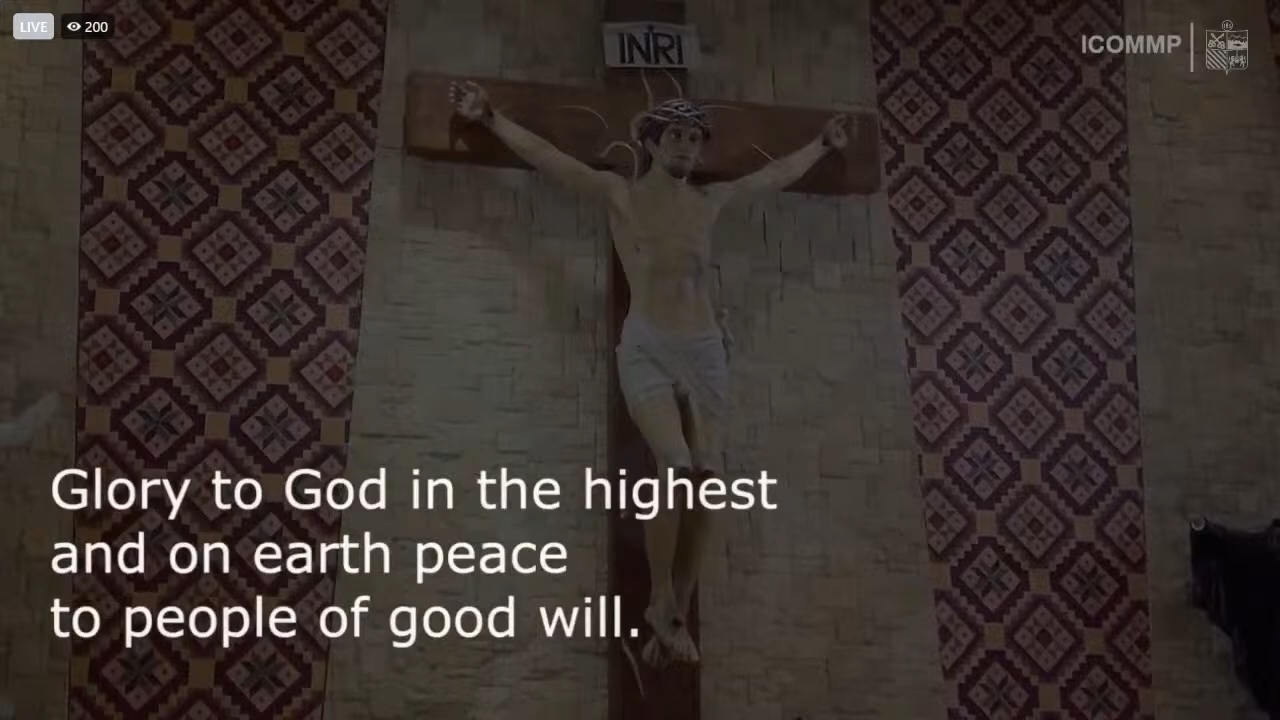 LIVE 200
ICOMMP
INRI
Glory to God in the highest
and on earth peace
to people of good will.